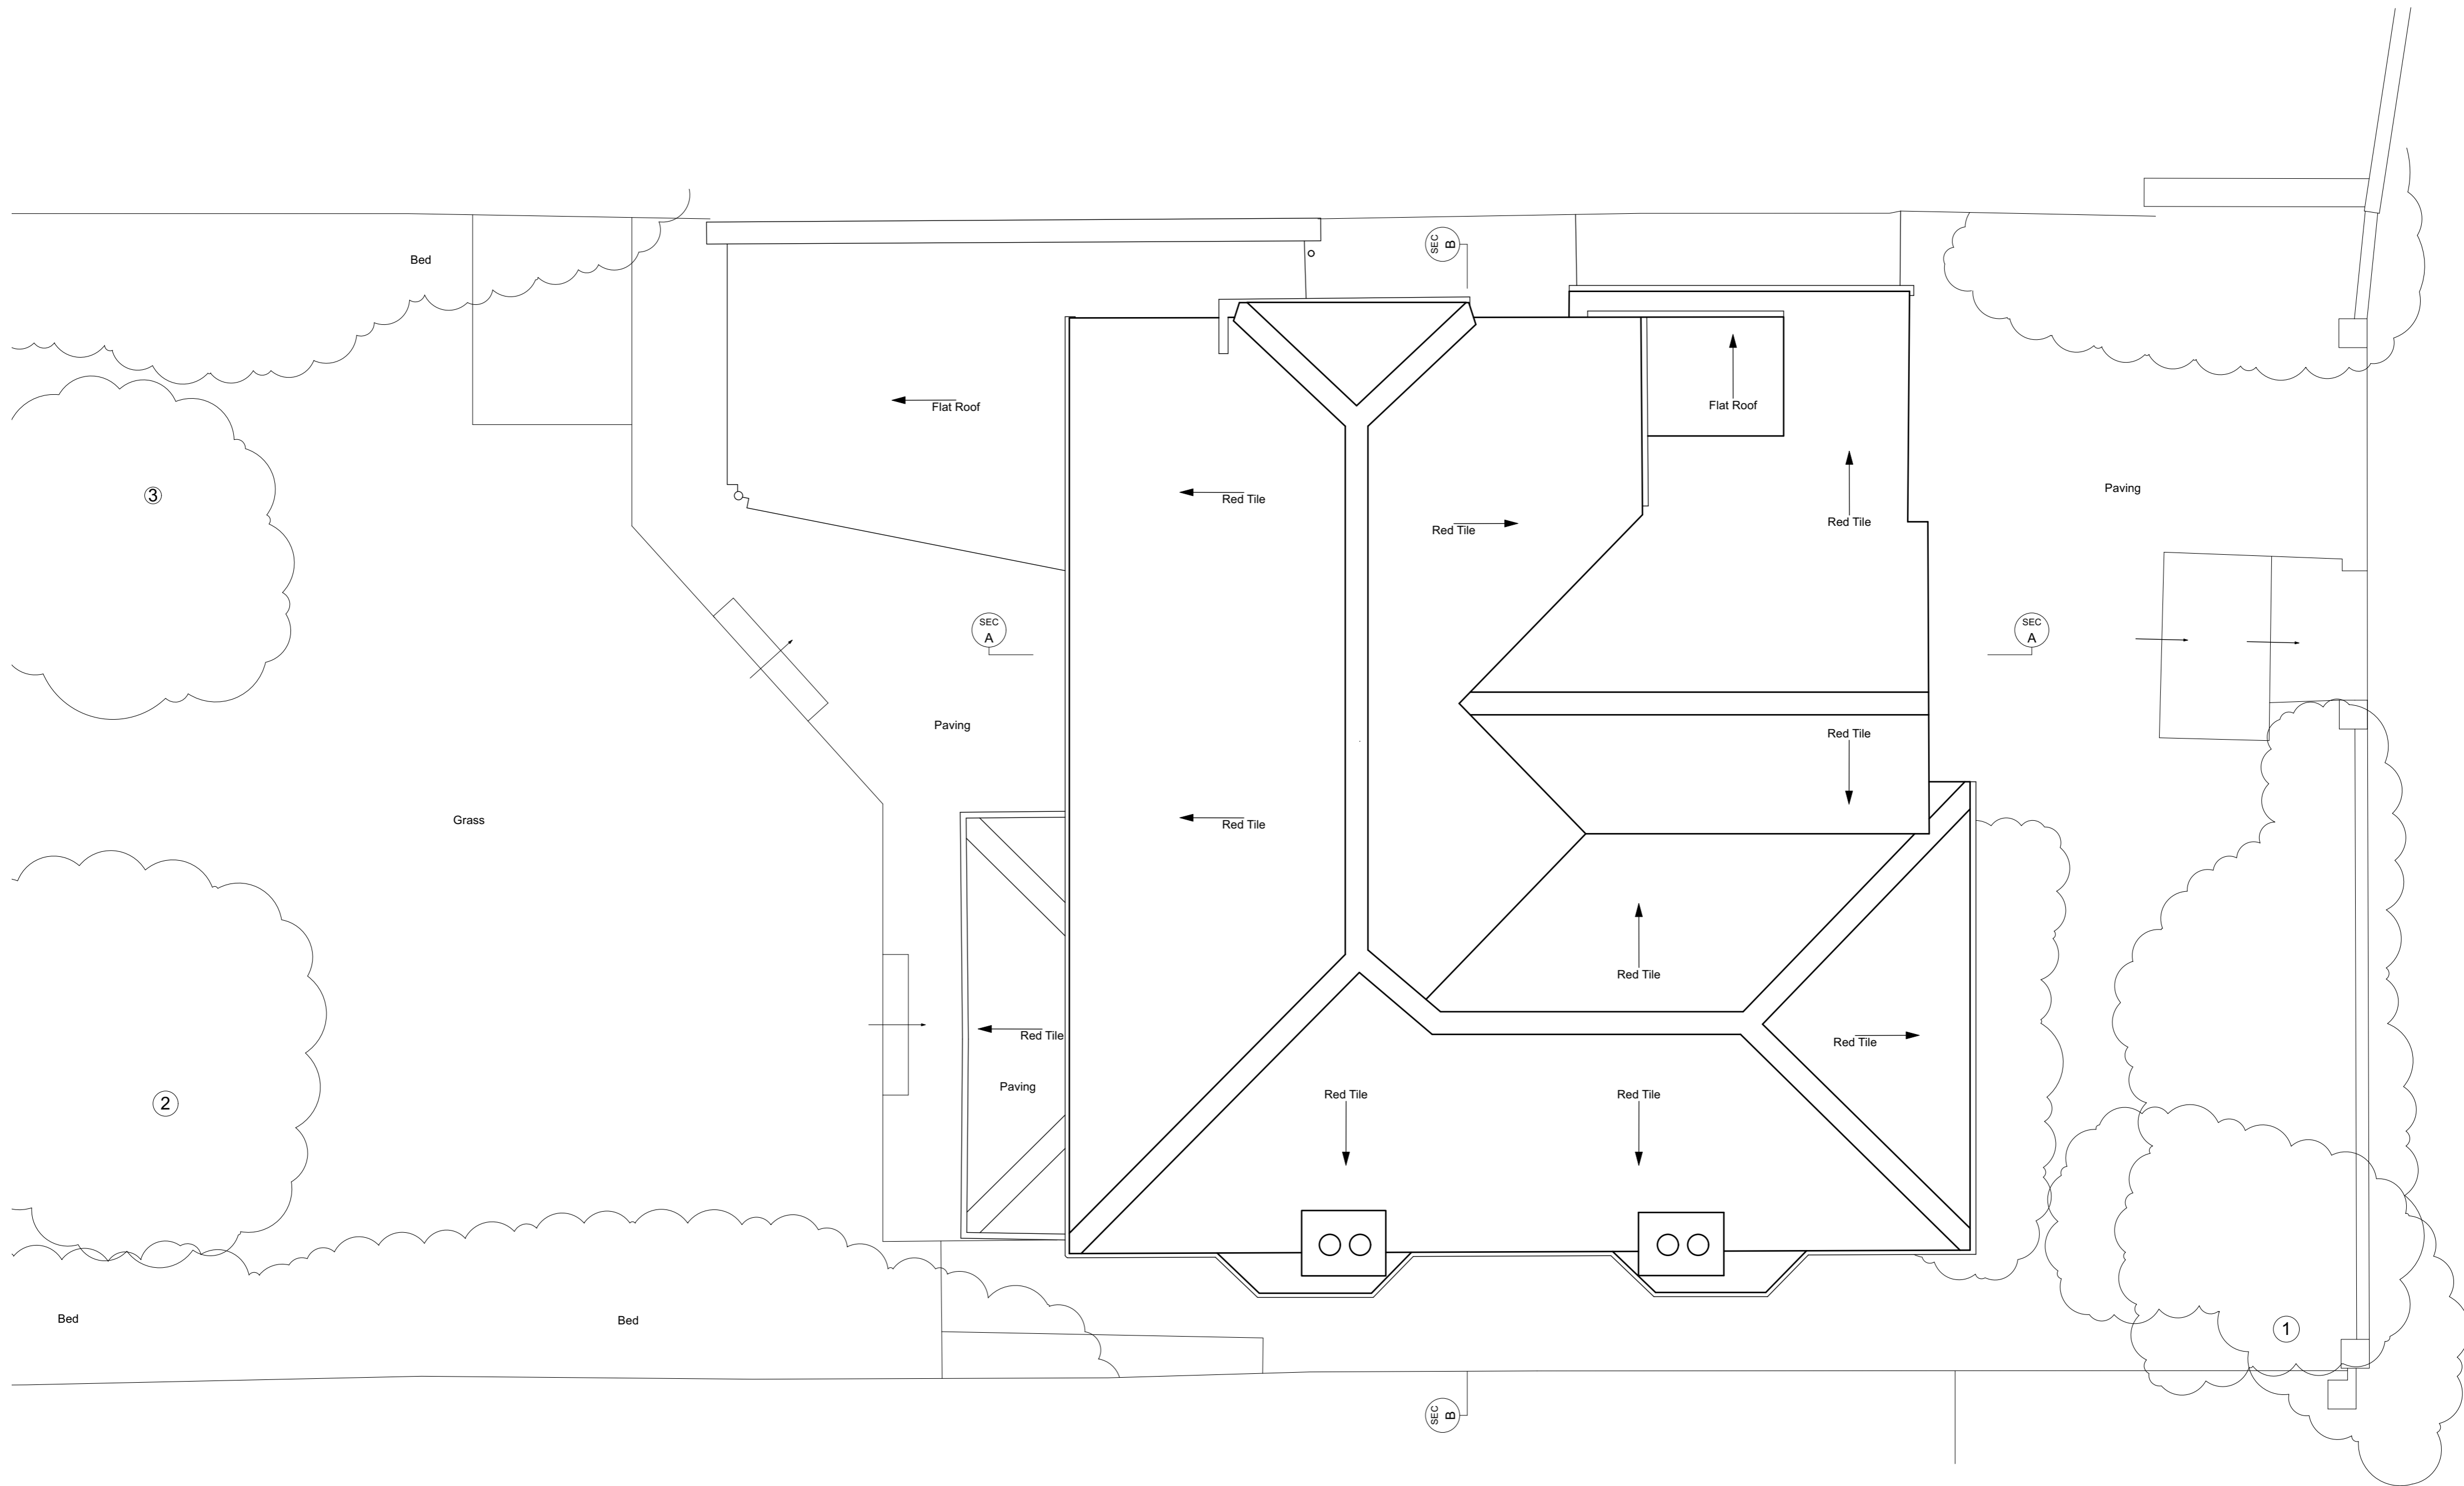 SEC
B
Bed
Flat Roof
Flat Roof
3
Red Tile
Red Tile
Red Tile
Paving
SEC
A
SEC
A
Paving
Red Tile
Grass
Red Tile
Red Tile
Red Tile
Red Tile
Paving
Red Tile
Red Tile
2
Bed
Bed
1
SEC
B